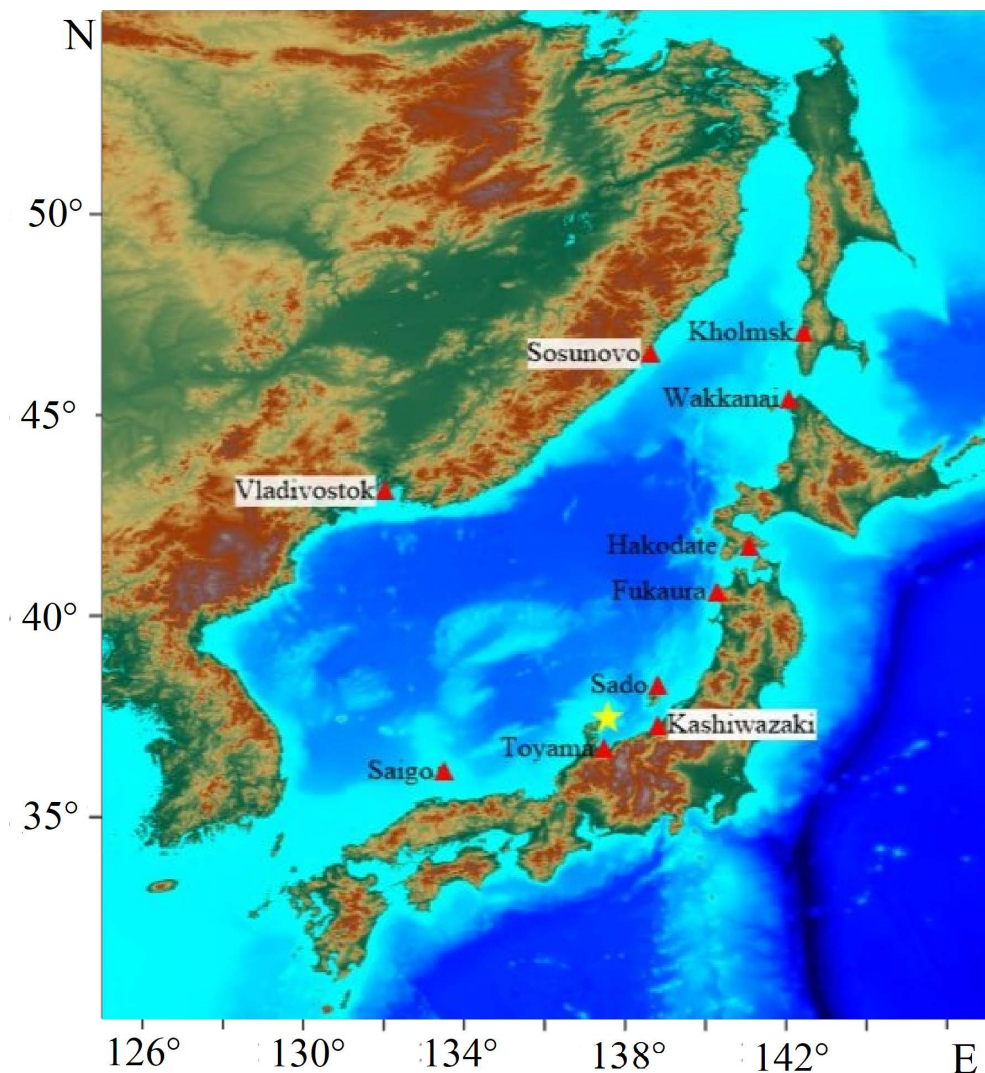 N
50°
Kholmsk
Sosunovo
Wakkanai
45°
Vladivostok
Hakodate
Fukaura
40°
Sado
Kashiwazaki
Toyama
Saigo
35°
126° 130° 134° 138° 142° E